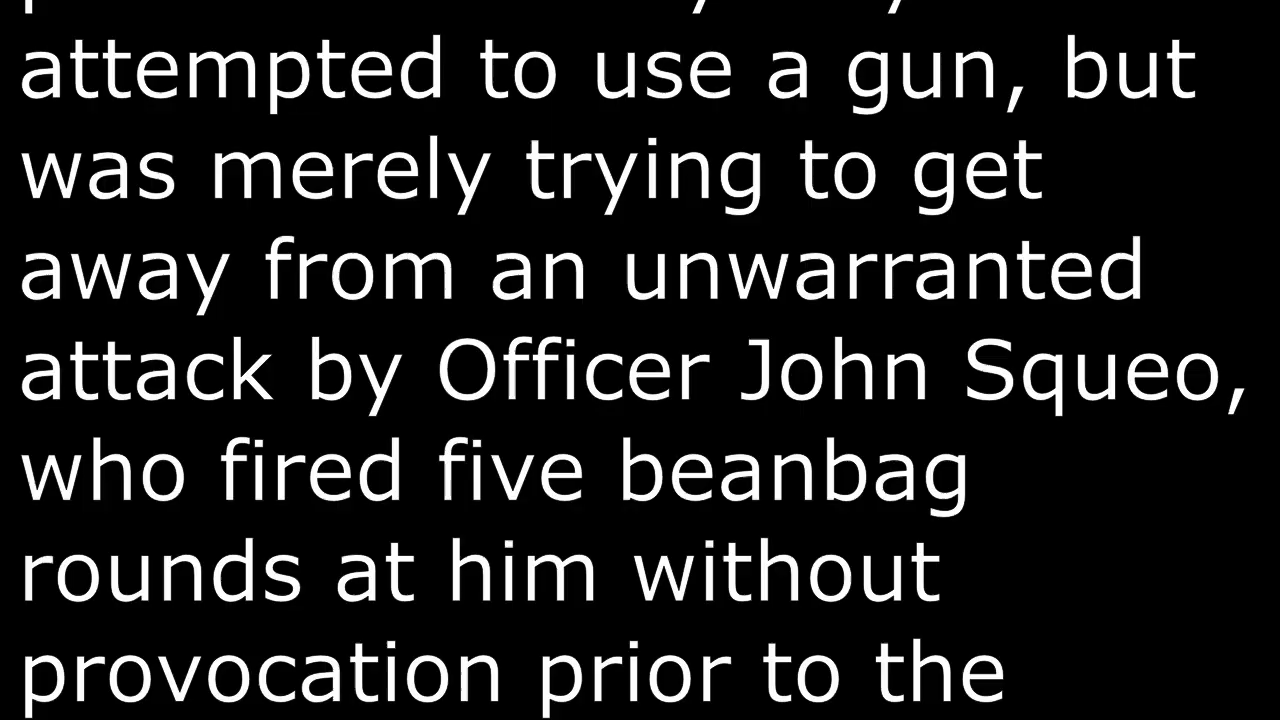 attempted to use a gun, but
was merely trying to get
away from an unwarranted
attack by Officer John Squeo,
who fired five beanbag
rounds at him without
provocation prior to the